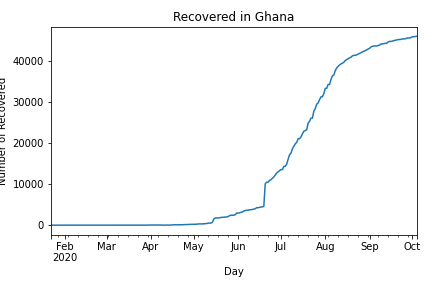 Recovered in Ghana
Number of Recovered
40000
30000
20000
10000
0
Feb Mar Apr May Jun Jul Aug Sep Oct
2020
Day